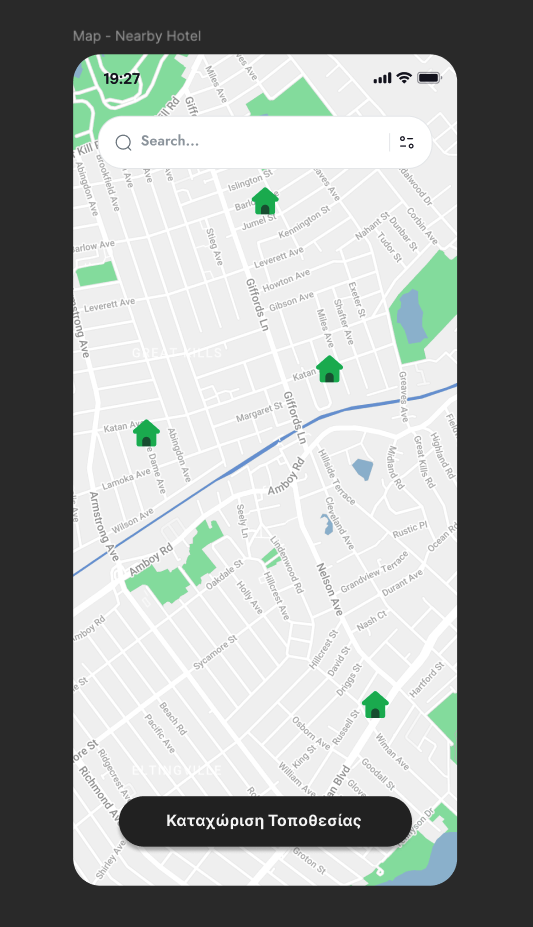 Map - Nearby Hotel
19:27
Miles Ave
Search...
Abingdon Ave
Brookfield Ave
Islington St
Jumel St
Kennington St
Nahant St
Dunbar St
Tudor St
Corbin Ave
Stieg Ave
Leverett Ave
Howton Ave
Gibson Ave
Exeter St
Shafter Ave
Miles Ave
Giffords Ln
Leverett Ave
GREAT KILLS
Katan
Greaves Ave
Margaret St
Giffords Ln
Katan Ave
Abingdon Ave
e Dame Ave
Lamoka Ave
Wilson Ave
Armstrong Ave
Amboy Rd
Hillside Terrace
Cleveland Ave
Midland Rd
Great Kills Rd
Highland Rd
Rustic Pl
Ocean Rd
Seely Ln
Lindenwood Rd
Amboy Rd
Oakdale St
Holly Ave
Hillcrest Ave
Nelson Ave
Grandview Terrace
Durant Ave
Nash Ct
Amboy Rd
Sycamore St
Hillcrest St
David St
Driggs St
Hartford St
Beach Rd
Pacific Ave
Osborn Ave
Russell St
King St
Wiman Ave
Goodall St
William Ave
Ridgecrest Ave
Richmond Ave
ELTINGVILLE
Καταχώριση Τοποθεσίας
Shirley Ave
Groton St